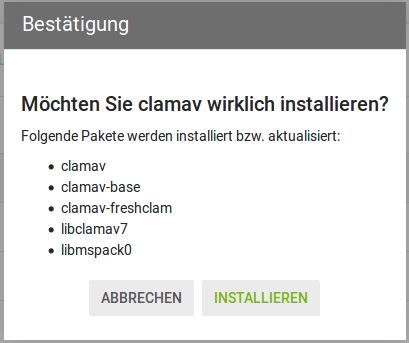 Bestätigung
Möchten Sie clamav wirklich installieren?
Folgende Pakete werden installiert bzw. aktualisiert:
clamav
clamav-base
clamav-freshclam
libclamav7
libmspack0
ABBRECHEN
INSTALLIEREN